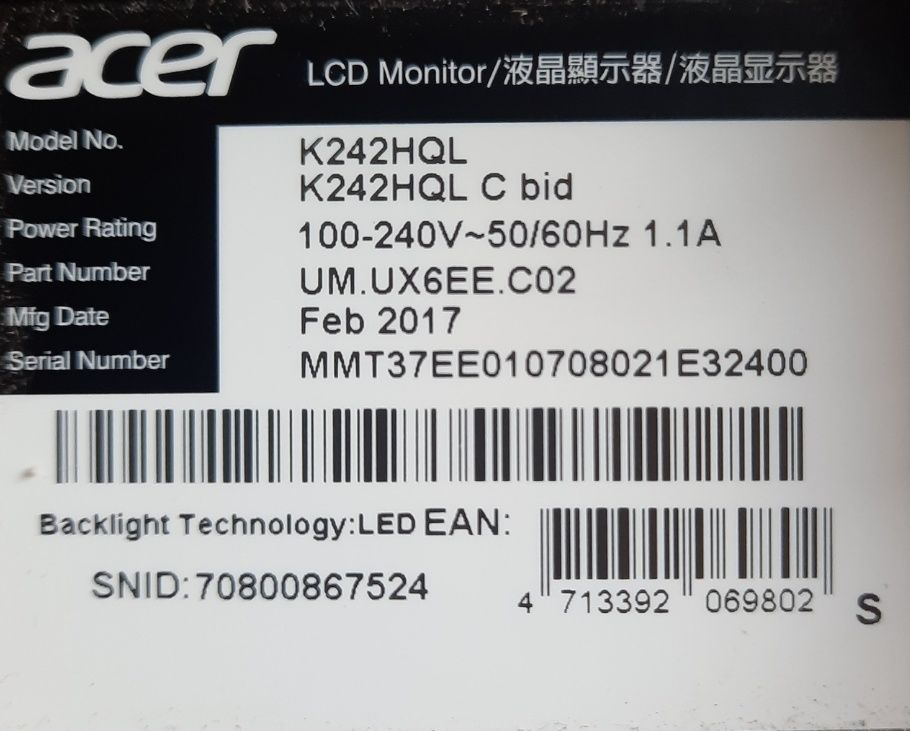 acer LCD Monitor/液晶顯示器/液晶显示器
Model No. K242HQL
Version K242HQL C bid
Power Rating 100-240V~50/60Hz 1.1A
Part Number UM.UX6EE.C02
Mfg Date Feb 2017
Serial Number MMT37EE010708021E32400
Backlight Technology:LED EAN:
SNID:70800867524
4 713392 069802 S